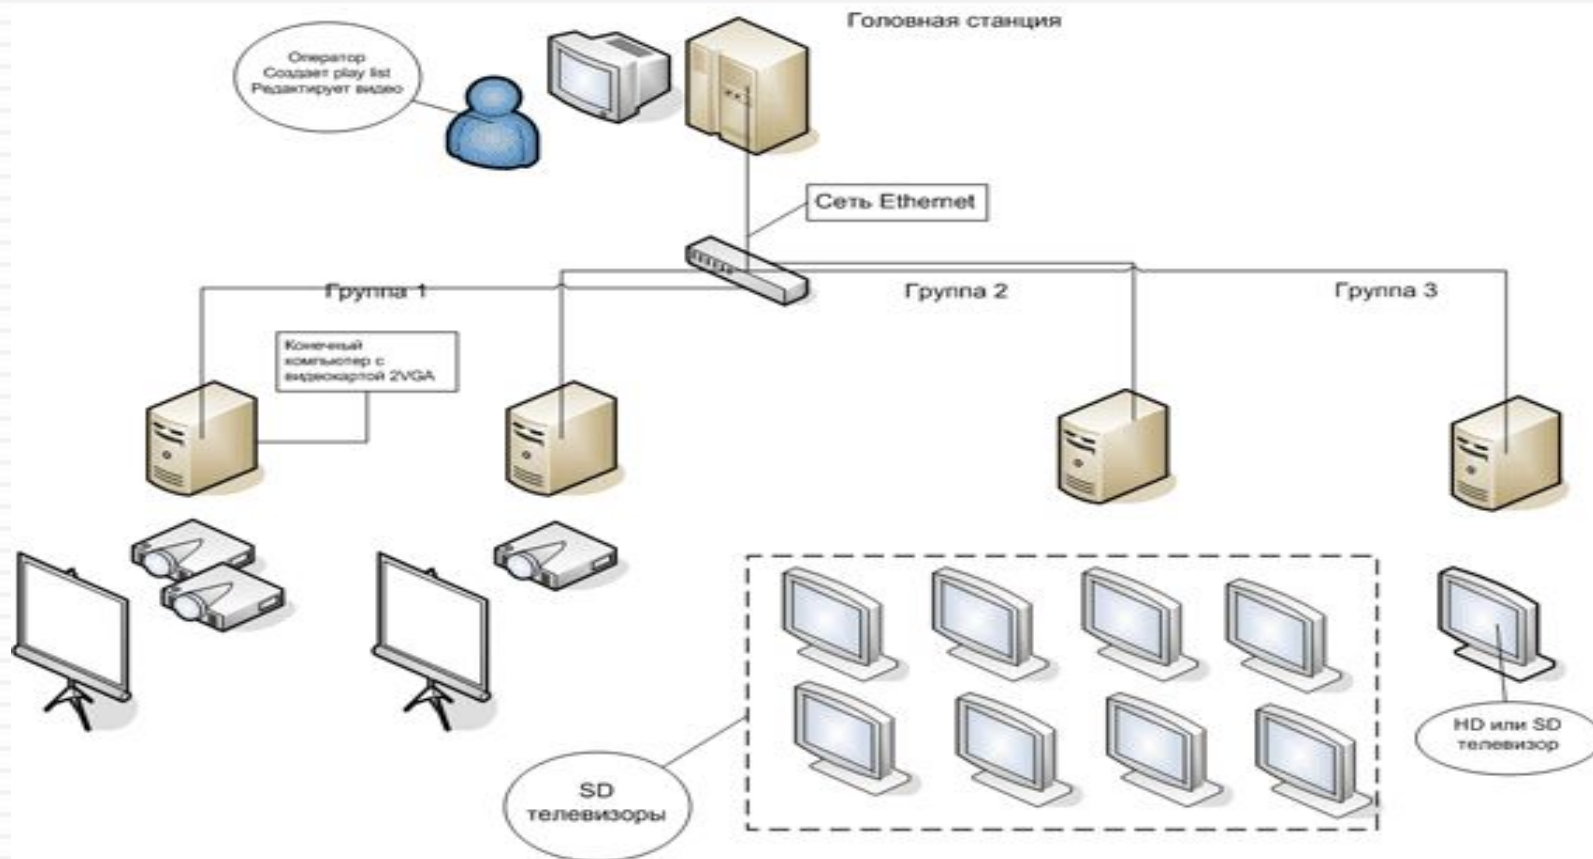 Головная станция
Оператор
Создает play list
Редактирует видео
Сеть Ethernet
Группа 1
Группа 2
Группа 3
Конечный
компьютер с
видеокартой 2VGA
HD или SD
телевизор
SD
телевизоры